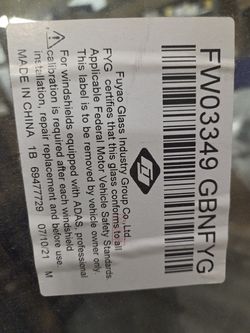 FW03349 GBNFYG
Fuyao Glass Industry Group Co.,Ltd.
FYG certifies that this glass conforms to all
Applicable Federal Motor Vehicle Safety Standards.
This label is to be removed by vehicle owner only.
For windshields equipped with ADAS, professional
calibration is required after each windshield
installation, repair, replacement and before use.
MADE IN CHINA 1B 68477729 07/10/21 M